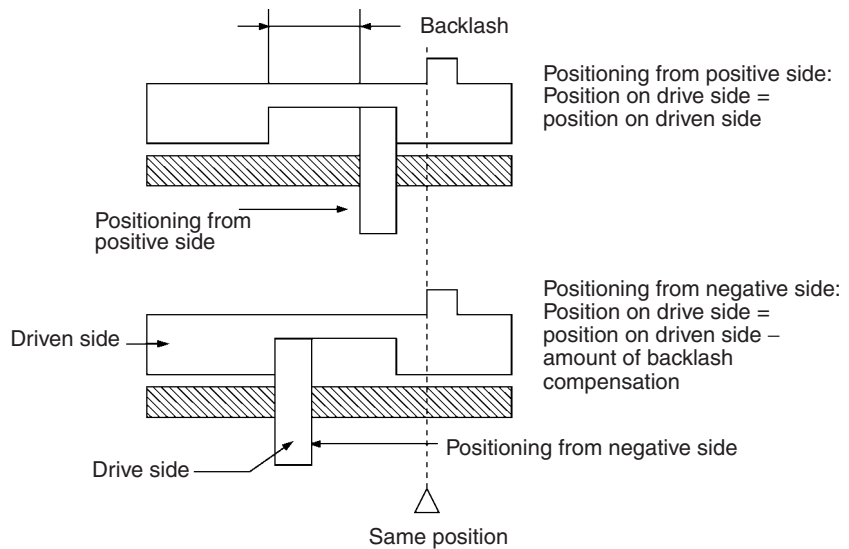 Backlash
Positioning from positive side:
Position on drive side =
position on driven side
Positioning from
positive side
Positioning from negative side:
Position on drive side =
position on driven side –
amount of backlash
compensation
Driven side
Positioning from negative side
Drive side
Same position